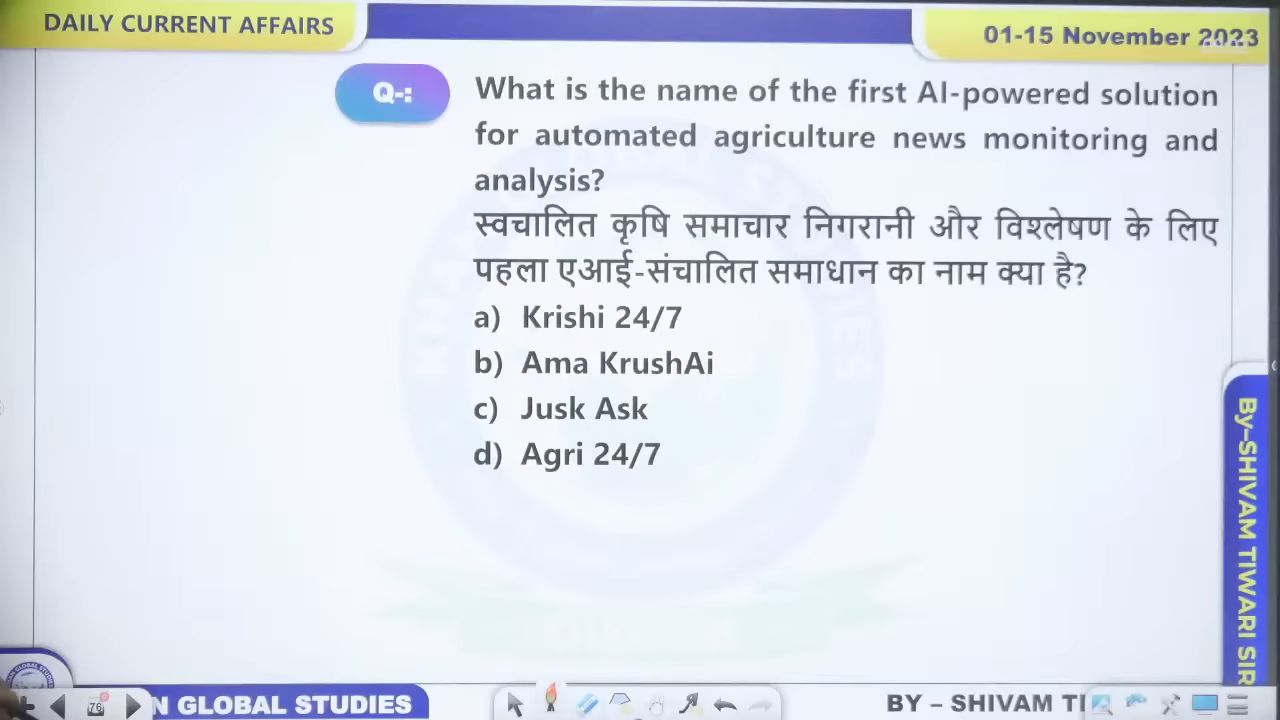 DAILY CURRENT AFFAIRS
01-15 November 2023
Q-:
What is the name of the first AI-powered solution
for automated agriculture news monitoring and
analysis?
स्वचालित कृषि समाचार निगरानी और विश्लेषण के लिए
पहला एआई-संचालित समाधान का नाम क्या है?
a) Krishi 24/7
b) Ama KrushAi
c) Jusk Ask
d) Agri 24/7
By-SHIVAM TIWARI SIR
76
N GLOBAL STUDIES
BY – SHIVAM TI